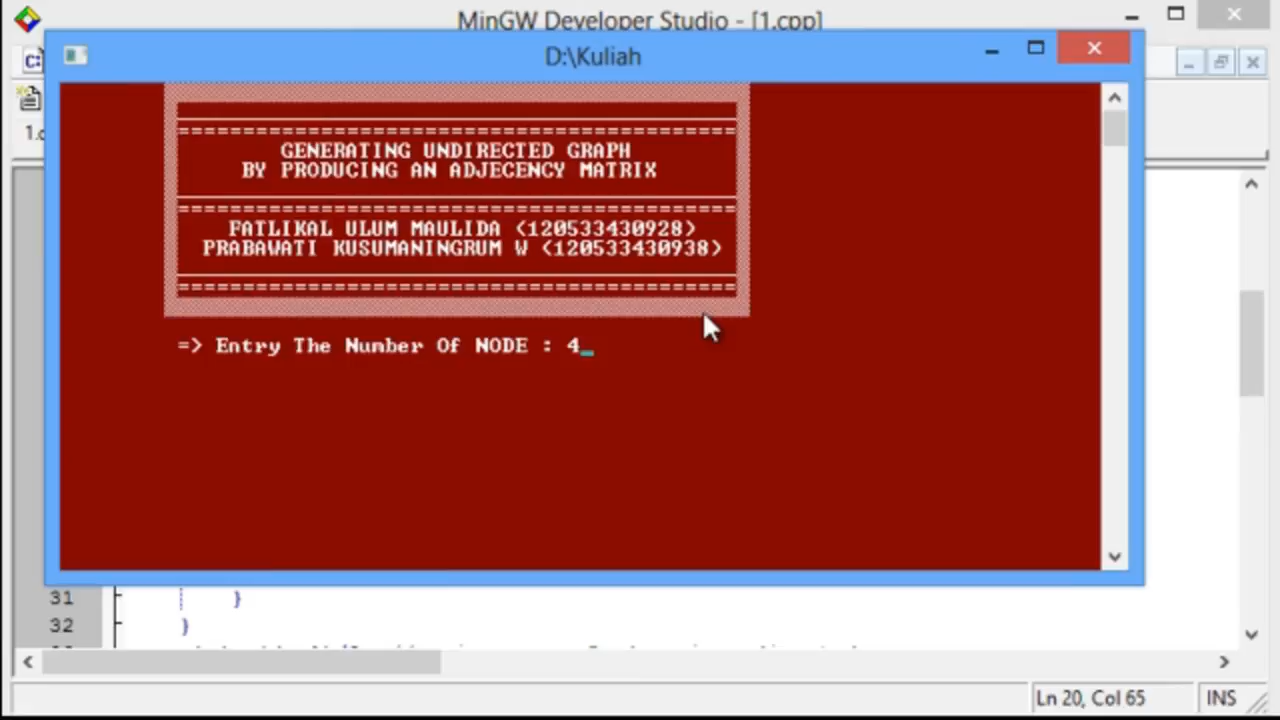 MinGW Developer Studio - [1.cpp]
D:\Kuliah
GENERATING UNDIRECTED GRAPH
BY PRODUCING AN ADJECENCY MATRIX
FATLIKAL ULUM MAULIDA (120533430928)
PRABAWATI KUSUMANINGRUM W (120533430938)
=> Entry The Number Of NODE : 4_
31 }
32 }
Ln 20, Col 65
INS